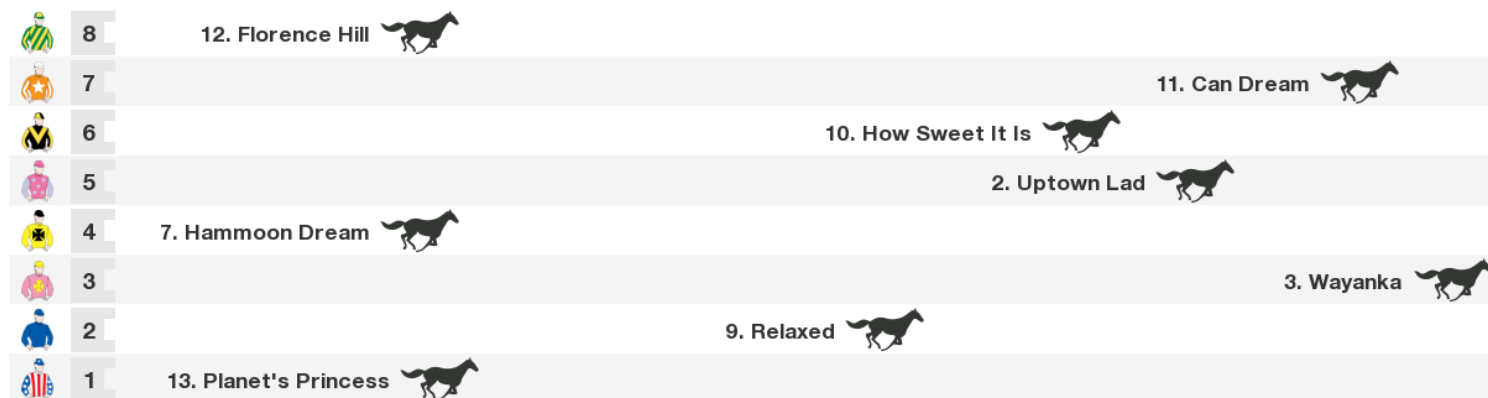 8 12. Florence Hill
7 11. Can Dream
6 10. How Sweet It Is
5 2. Uptown Lad
4 7. Hammoon Dream
3 3. Wayanka
2 9. Relaxed
1 13. Planet's Princess